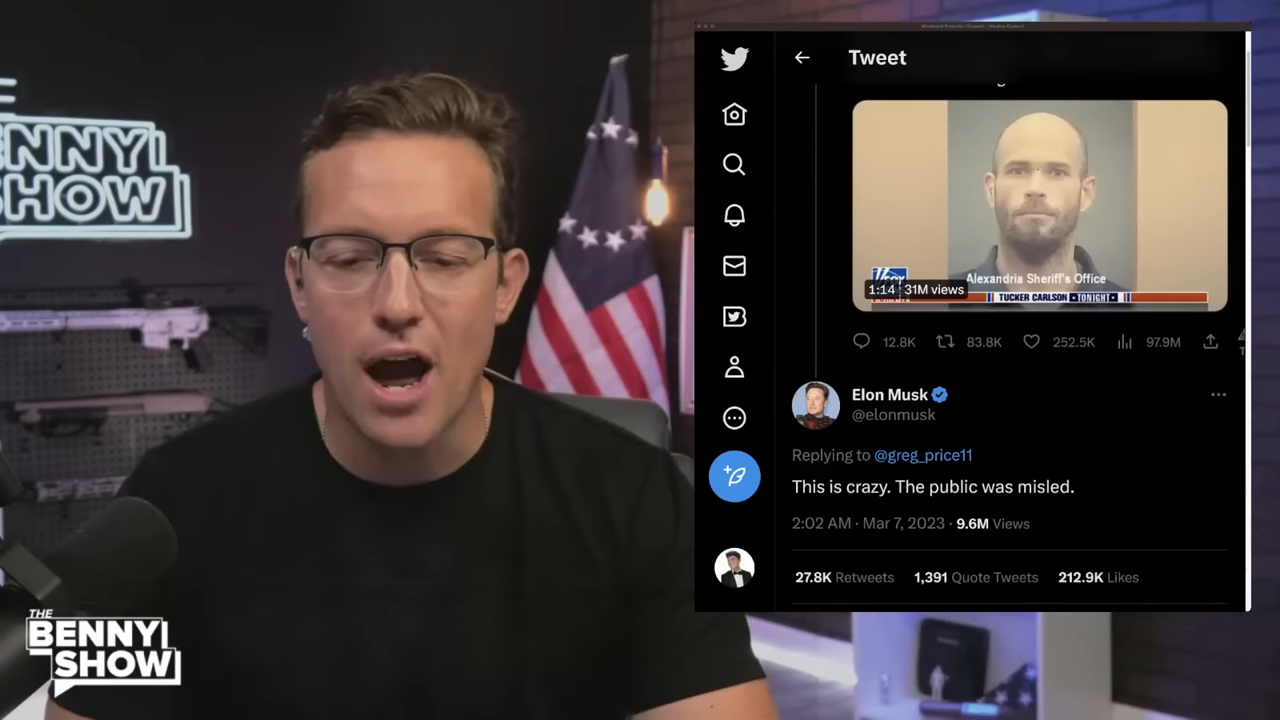 ENNY
SHOW
THE
BENNY
SHOW
Tweet
Alexandria Sheriff's Office
fox
1:14 31M views
TUCKER CARLSON TONIGHT
12.8K 83.8K 252.5K 97.9M
Elon Musk
@elonmusk
Replying to @greg_price11
This is crazy. The public was misled.
2:02 AM · Mar 7, 2023 · 9.6M Views
27.8K Retweets 1,391 Quote Tweets 212.9K Likes